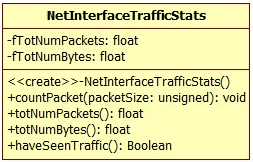 NetInterfaceTrafficStats
-fTotNumPackets: float
-fTotNumBytes: float
<<create>>-NetInterfaceTrafficStats()
+countPacket(packetSize: unsigned): void
+totNumPackets(): float
+totNumBytes(): float
+haveSeenTraffic(): Boolean